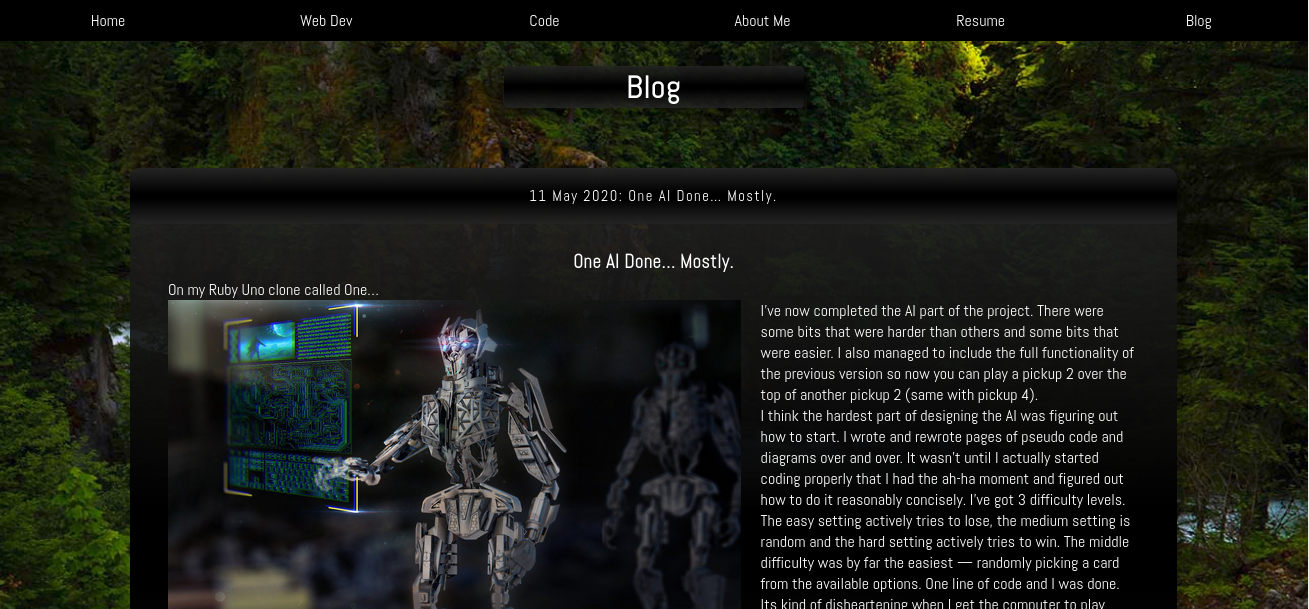 Home
Web Dev
Code
About Me
Resume
Blog
Blog
11 May 2020: One AI Done... Mostly.
One AI Done... Mostly.
On my Ruby Uno clone called One...
I've now completed the AI part of the project. There were
some bits that were harder than others and some bits that
were easier. I also managed to include the full functionality of
the previous version so now you can play a pickup 2 over the
top of another pickup 2 (same with pickup 4).
I think the hardest part of designing the AI was figuring out
how to start. I wrote and rewrote pages of pseudo code and
diagrams over and over. It wasn't until I actually started
coding properly that I had the ah-ha moment and figured out
how to do it reasonably concisely. I've got 3 difficulty levels.
The easy setting actively tries to lose, the medium setting is
random and the hard setting actively tries to win. The middle
difficulty was by far the easiest — randomly picking a card
from the available options. One line of code and I was done.
Its kind of disheartening when I get the computer to play